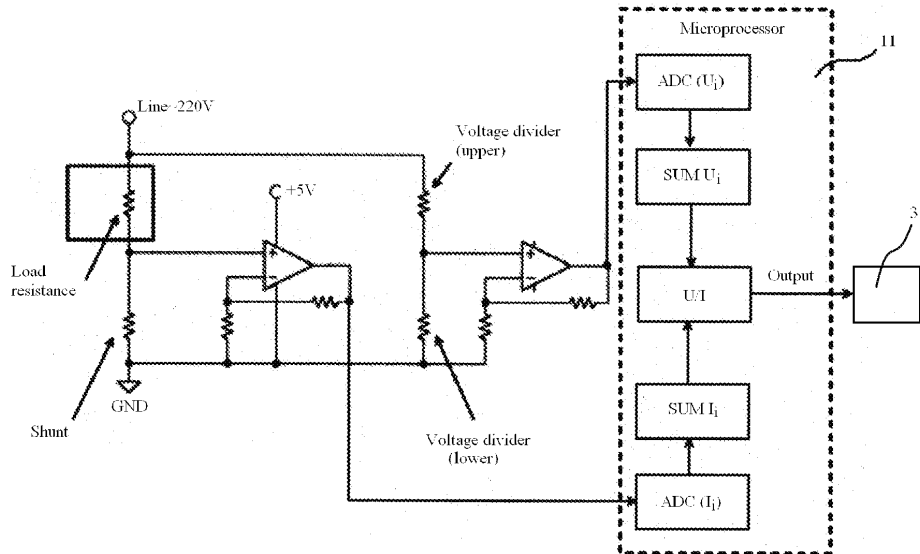 Microprocessor
11
ADC (Ui)
Line~220V
Voltage divider
(upper)
+5V
SUM Ui
3
Load
resistance
+
−
+
−
U/I
Output
GND
SUM Ii
Shunt
Voltage divider
(lower)
ADC (Ii)